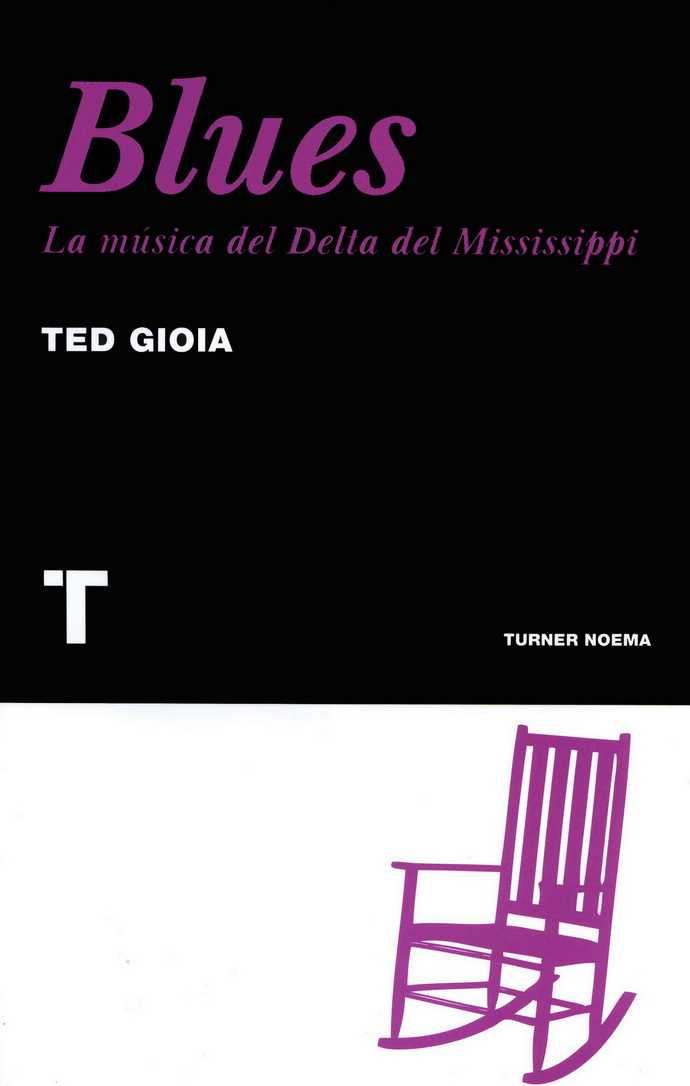 Blues
La música del Delta del Mississippi
TED GIOIA
T
TURNER NOEMA